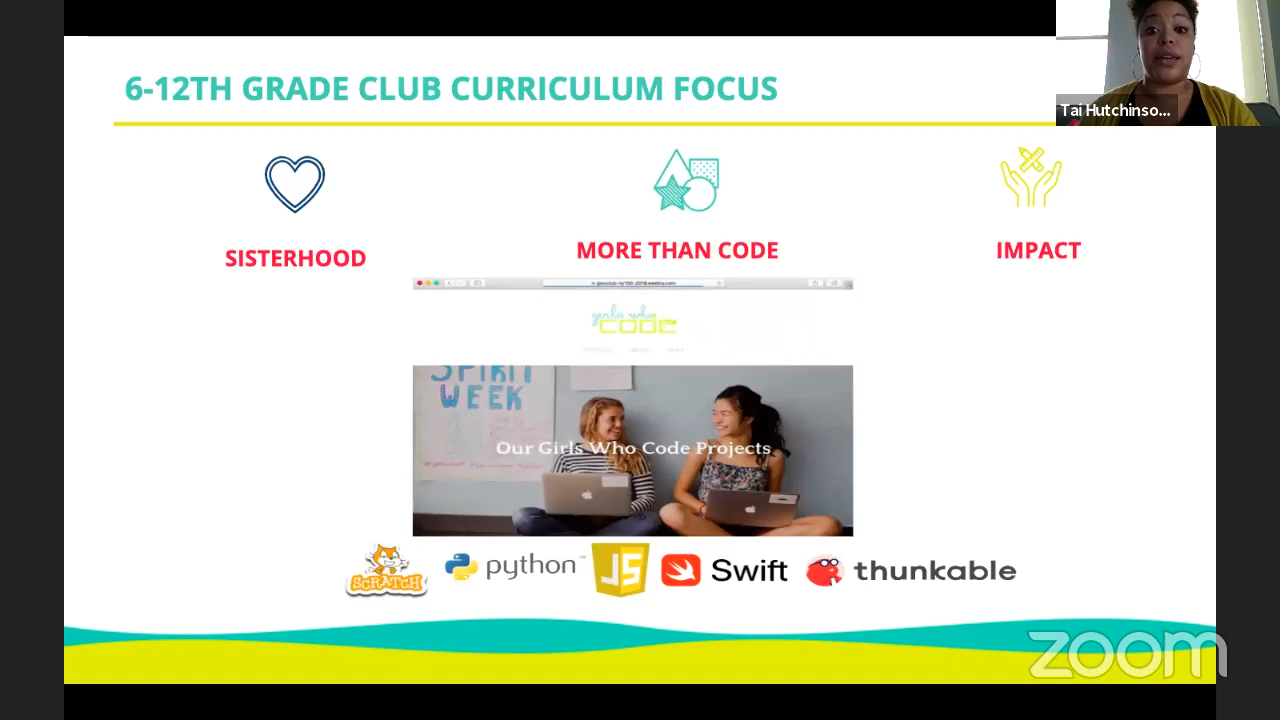 6-12TH GRADE CLUB CURRICULUM FOCUS
Tai Hutchinso...
SISTERHOOD
MORE THAN CODE
IMPACT
girls who
code
SPIRIT
WEEK
Our Girls Who Code Projects
SCRATCH
python™
JS
Swift
thunkable
zoom